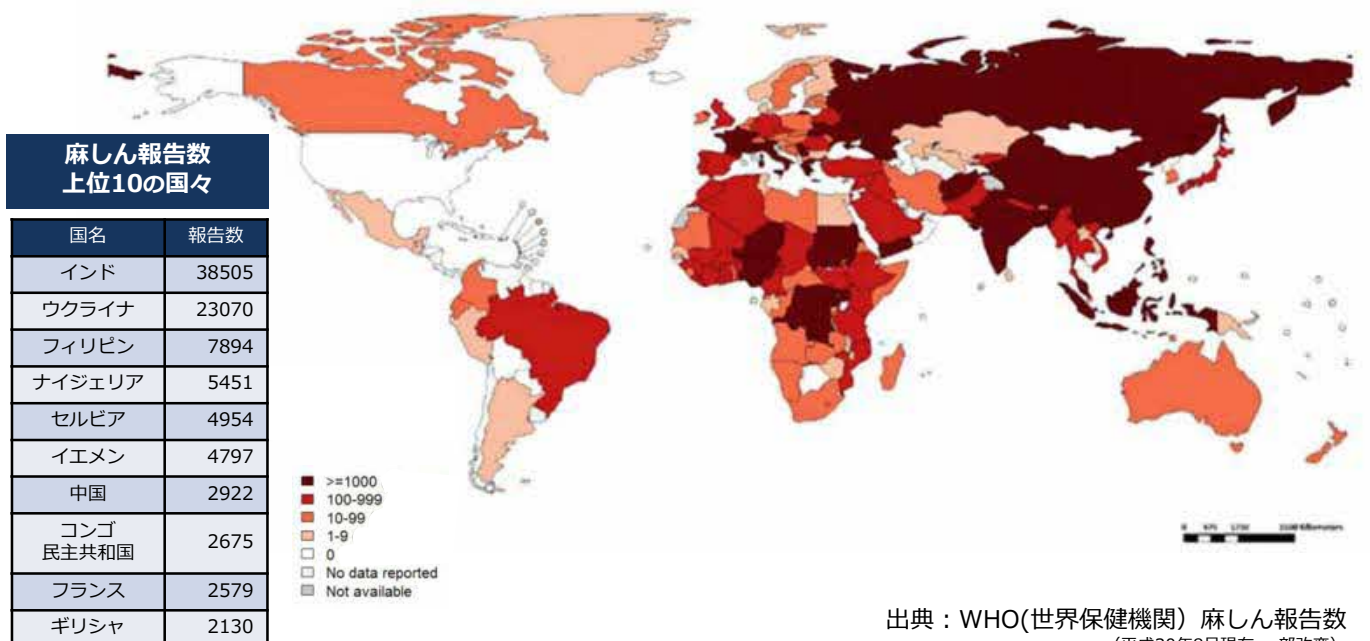 麻しん報告数
上位10の国々
国名 報告数
インド 38505
ウクライナ 23070
フィリピン 7894
ナイジェリア 5451
セルビア 4954
イエメン 4797
中国 2922
コンゴ
民主共和国 2675
フランス 2579
ギリシャ 2130
>=1000
100-999
10-99
1-9
0
No data reported
Not available
出典：WHO(世界保健機関）麻しん報告数